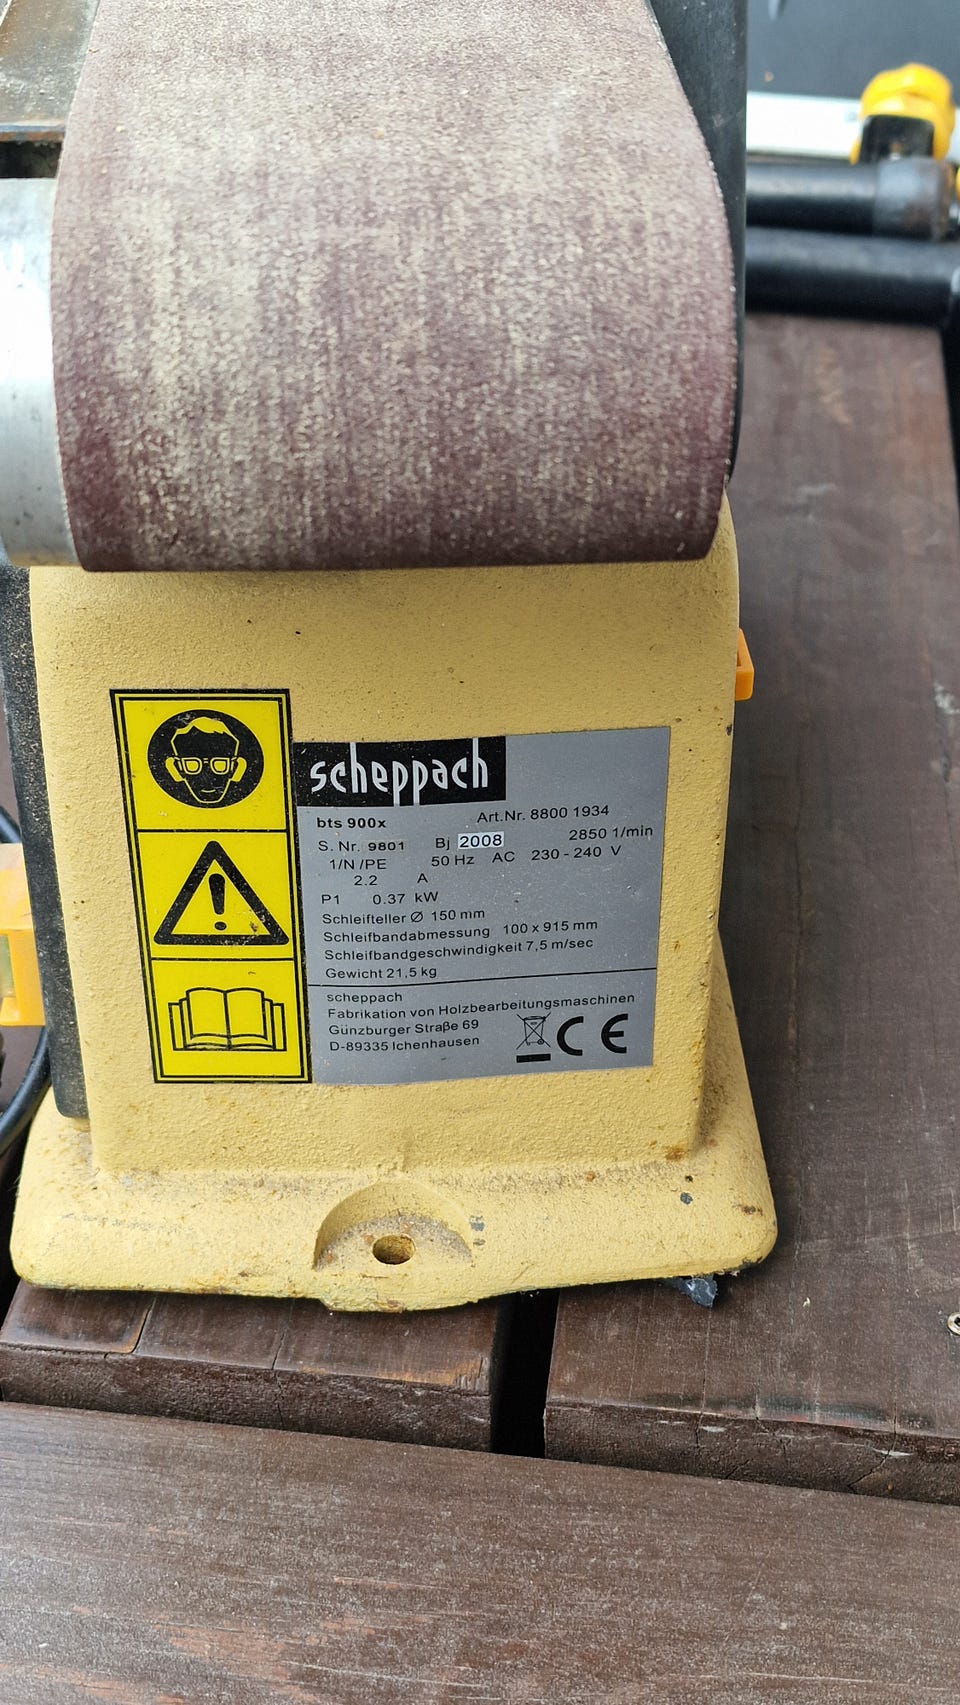 scheppach
bts 900x Art.Nr. 8800 1934
S. Nr. 9801 Bj 2008 2850 1/min
1/N /PE 50 Hz AC 230 - 240 V
2.2 A
P1 0.37 kW
Schleifteller Ø 150 mm
Schleifbandabmessung 100 x 915 mm
Schleifbandgeschwindigkeit 7,5 m/sec
Gewicht 21,5 kg
scheppach
Fabrikation von Holzbearbeitungsmaschinen
Günzburger Straße 69
D-89335 Ichenhausen
CE